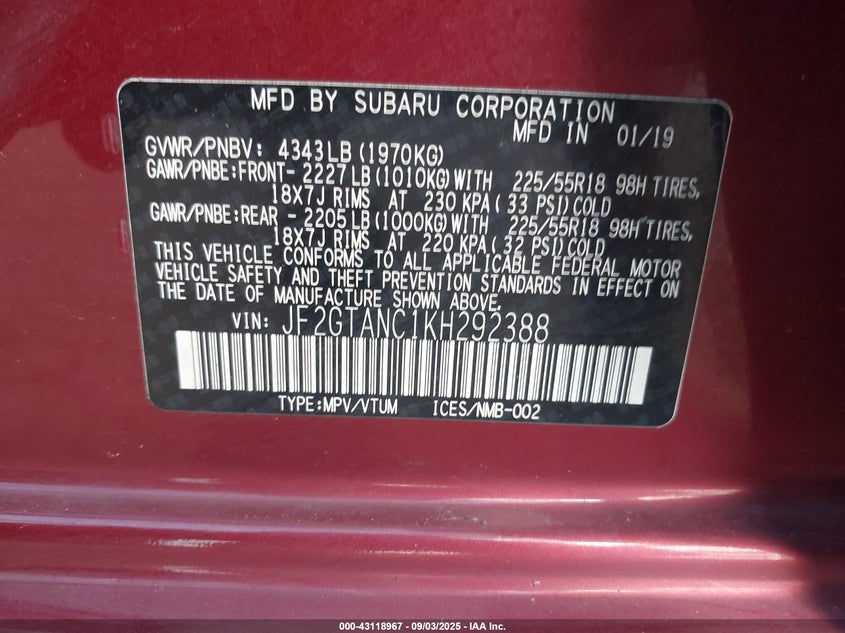 MFD BY SUBARU CORPORATION
MFD IN 01/19
GVWR/PNBV: 4343LB (1970KG)
GAWR/PNBE:FRONT- 2227LB(1010KG)WITH 225/55R18 98H TIRES,
18X7J RIMS AT 230 KPA( 33 PSI)COLD
GAWR/PNBE:REAR - 2205LB(1000KG)WITH 225/55R18 98H TIRES,
18X7J RIMS AT 220 KPA( 32 PSI)COLD
THIS VEHICLE CONFORMS TO ALL APPLICABLE FEDERAL MOTOR
VEHICLE SAFETY AND THEFT PREVENTION STANDARDS IN EFFECT ON
THE DATE OF MANUFACTURE SHOWN ABOVE.
VIN: JF2GTANC1KH292388
TYPE:MPV/VTUM ICES/NMB-002
000-43118967 - 09/03/2025 - IAA Inc.